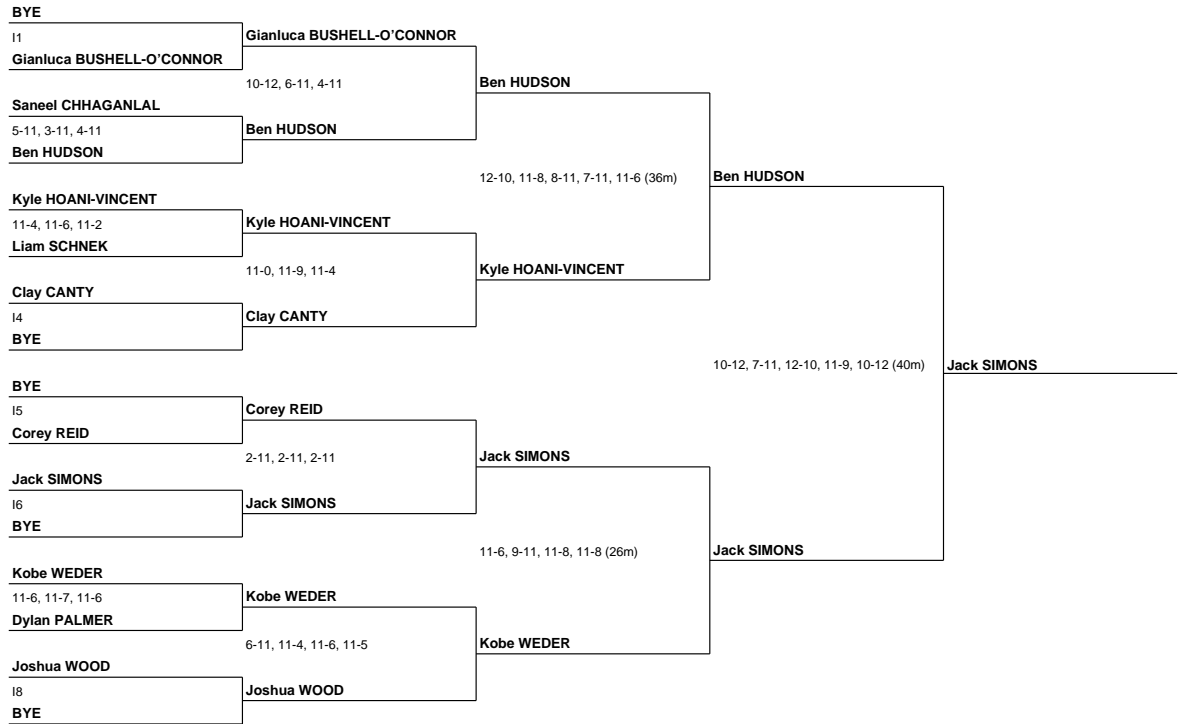 BYE
I1
Gianluca BUSHELL-O'CONNOR
Saneel CHHAGANLAL
5-11, 3-11, 4-11
Ben HUDSON
Kyle HOANI-VINCENT
11-4, 11-6, 11-2
Liam SCHNEK
Clay CANTY
I4
BYE
BYE
I5
Corey REID
Jack SIMONS
I6
BYE
Kobe WEDER
11-6, 11-7, 11-6
Dylan PALMER
Joshua WOOD
I8
BYE
Gianluca BUSHELL-O'CONNOR
10-12, 6-11, 4-11
Ben HUDSON
Kyle HOANI-VINCENT
11-0, 11-9, 11-4
Clay CANTY
Corey REID
2-11, 2-11, 2-11
Jack SIMONS
Kobe WEDER
6-11, 11-4, 11-6, 11-5
Joshua WOOD
Ben HUDSON
12-10, 11-8, 8-11, 7-11, 11-6 (36m)
Kyle HOANI-VINCENT
Jack SIMONS
11-6, 9-11, 11-8, 11-8 (26m)
Kobe WEDER
Ben HUDSON
10-12, 7-11, 12-10, 11-9, 10-12 (40m)
Jack SIMONS
Jack SIMONS